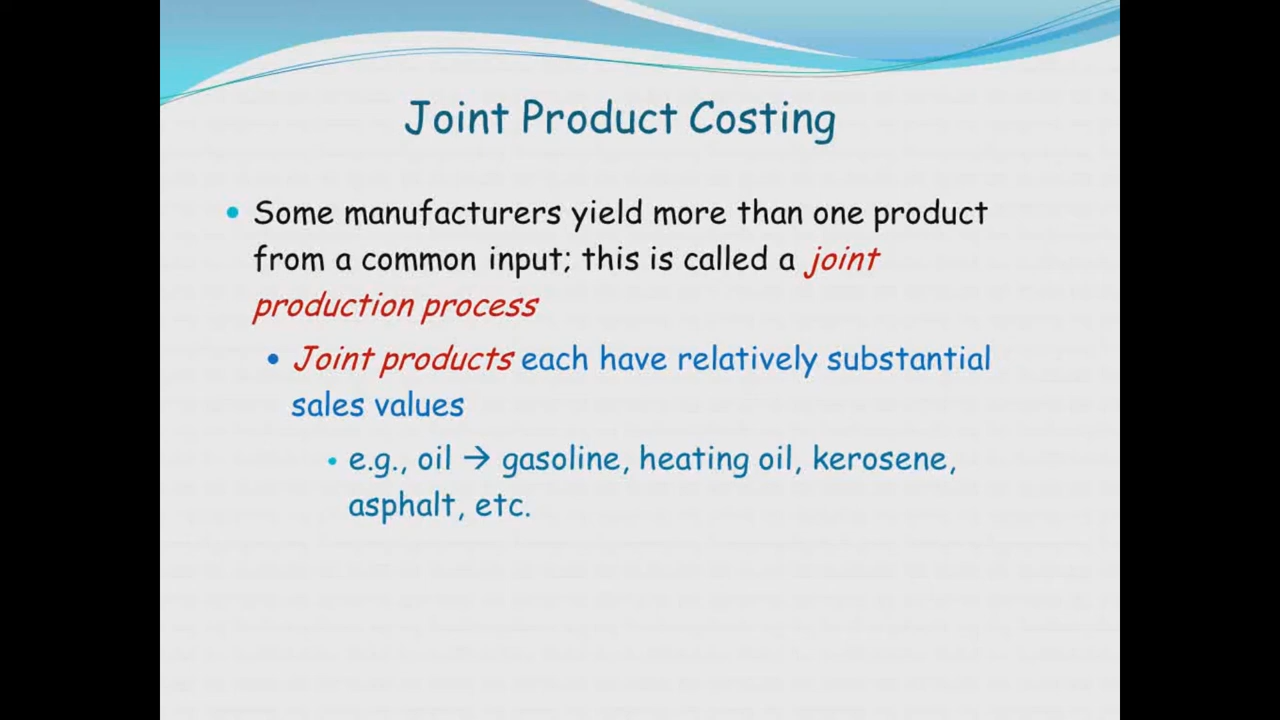 Joint Product Costing
• Some manufacturers yield more than one product
from a common input; this is called a joint
production process
• Joint products each have relatively substantial
sales values
• e.g., oil → gasoline, heating oil, kerosene,
asphalt, etc.